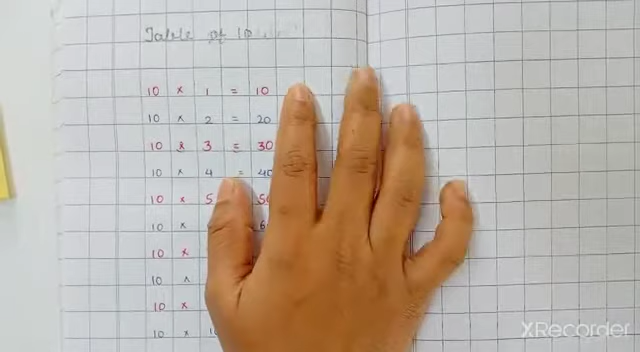 Table of 10
10 × 1 = 10
10 × 2 = 20
10 × 3 = 30
10 × 4 = 40
10 × 5
10 ×
10 ×
10 ×
10 ×
10 ×
XRecorder